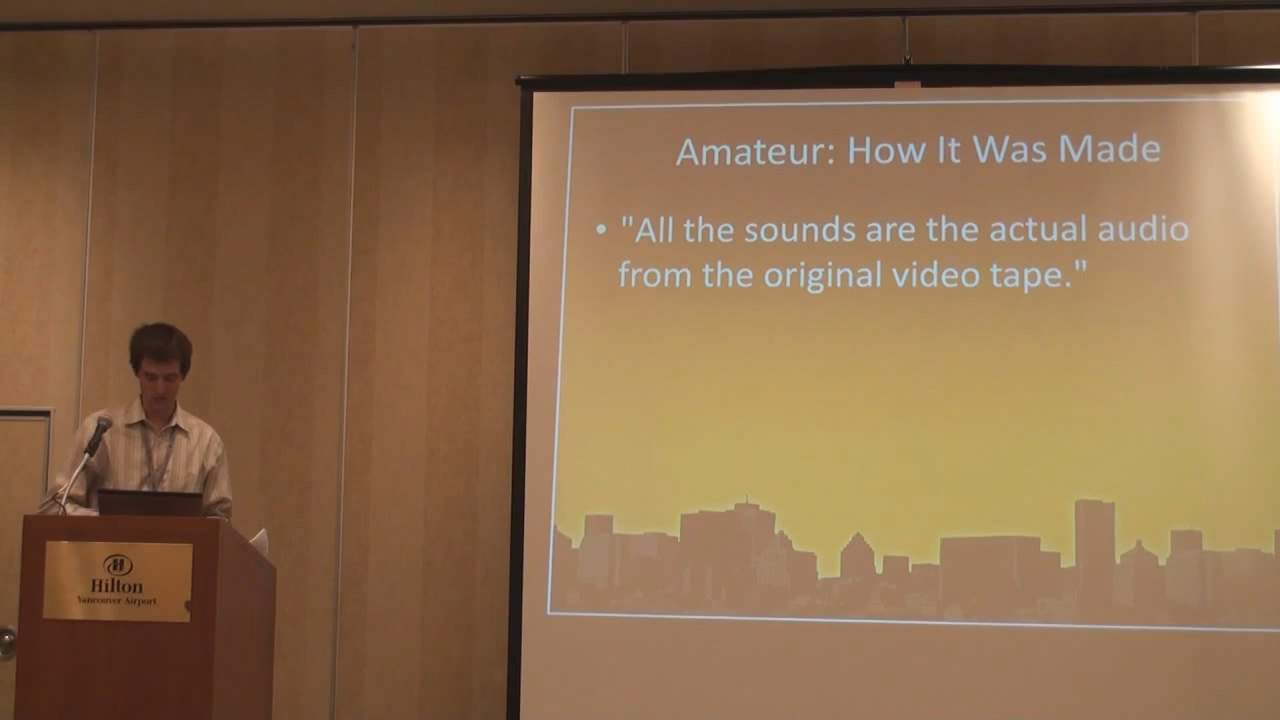 Amateur: How It Was Made
• "All the sounds are the actual audio
from the original video tape."
Hilton
Vancouver Airport